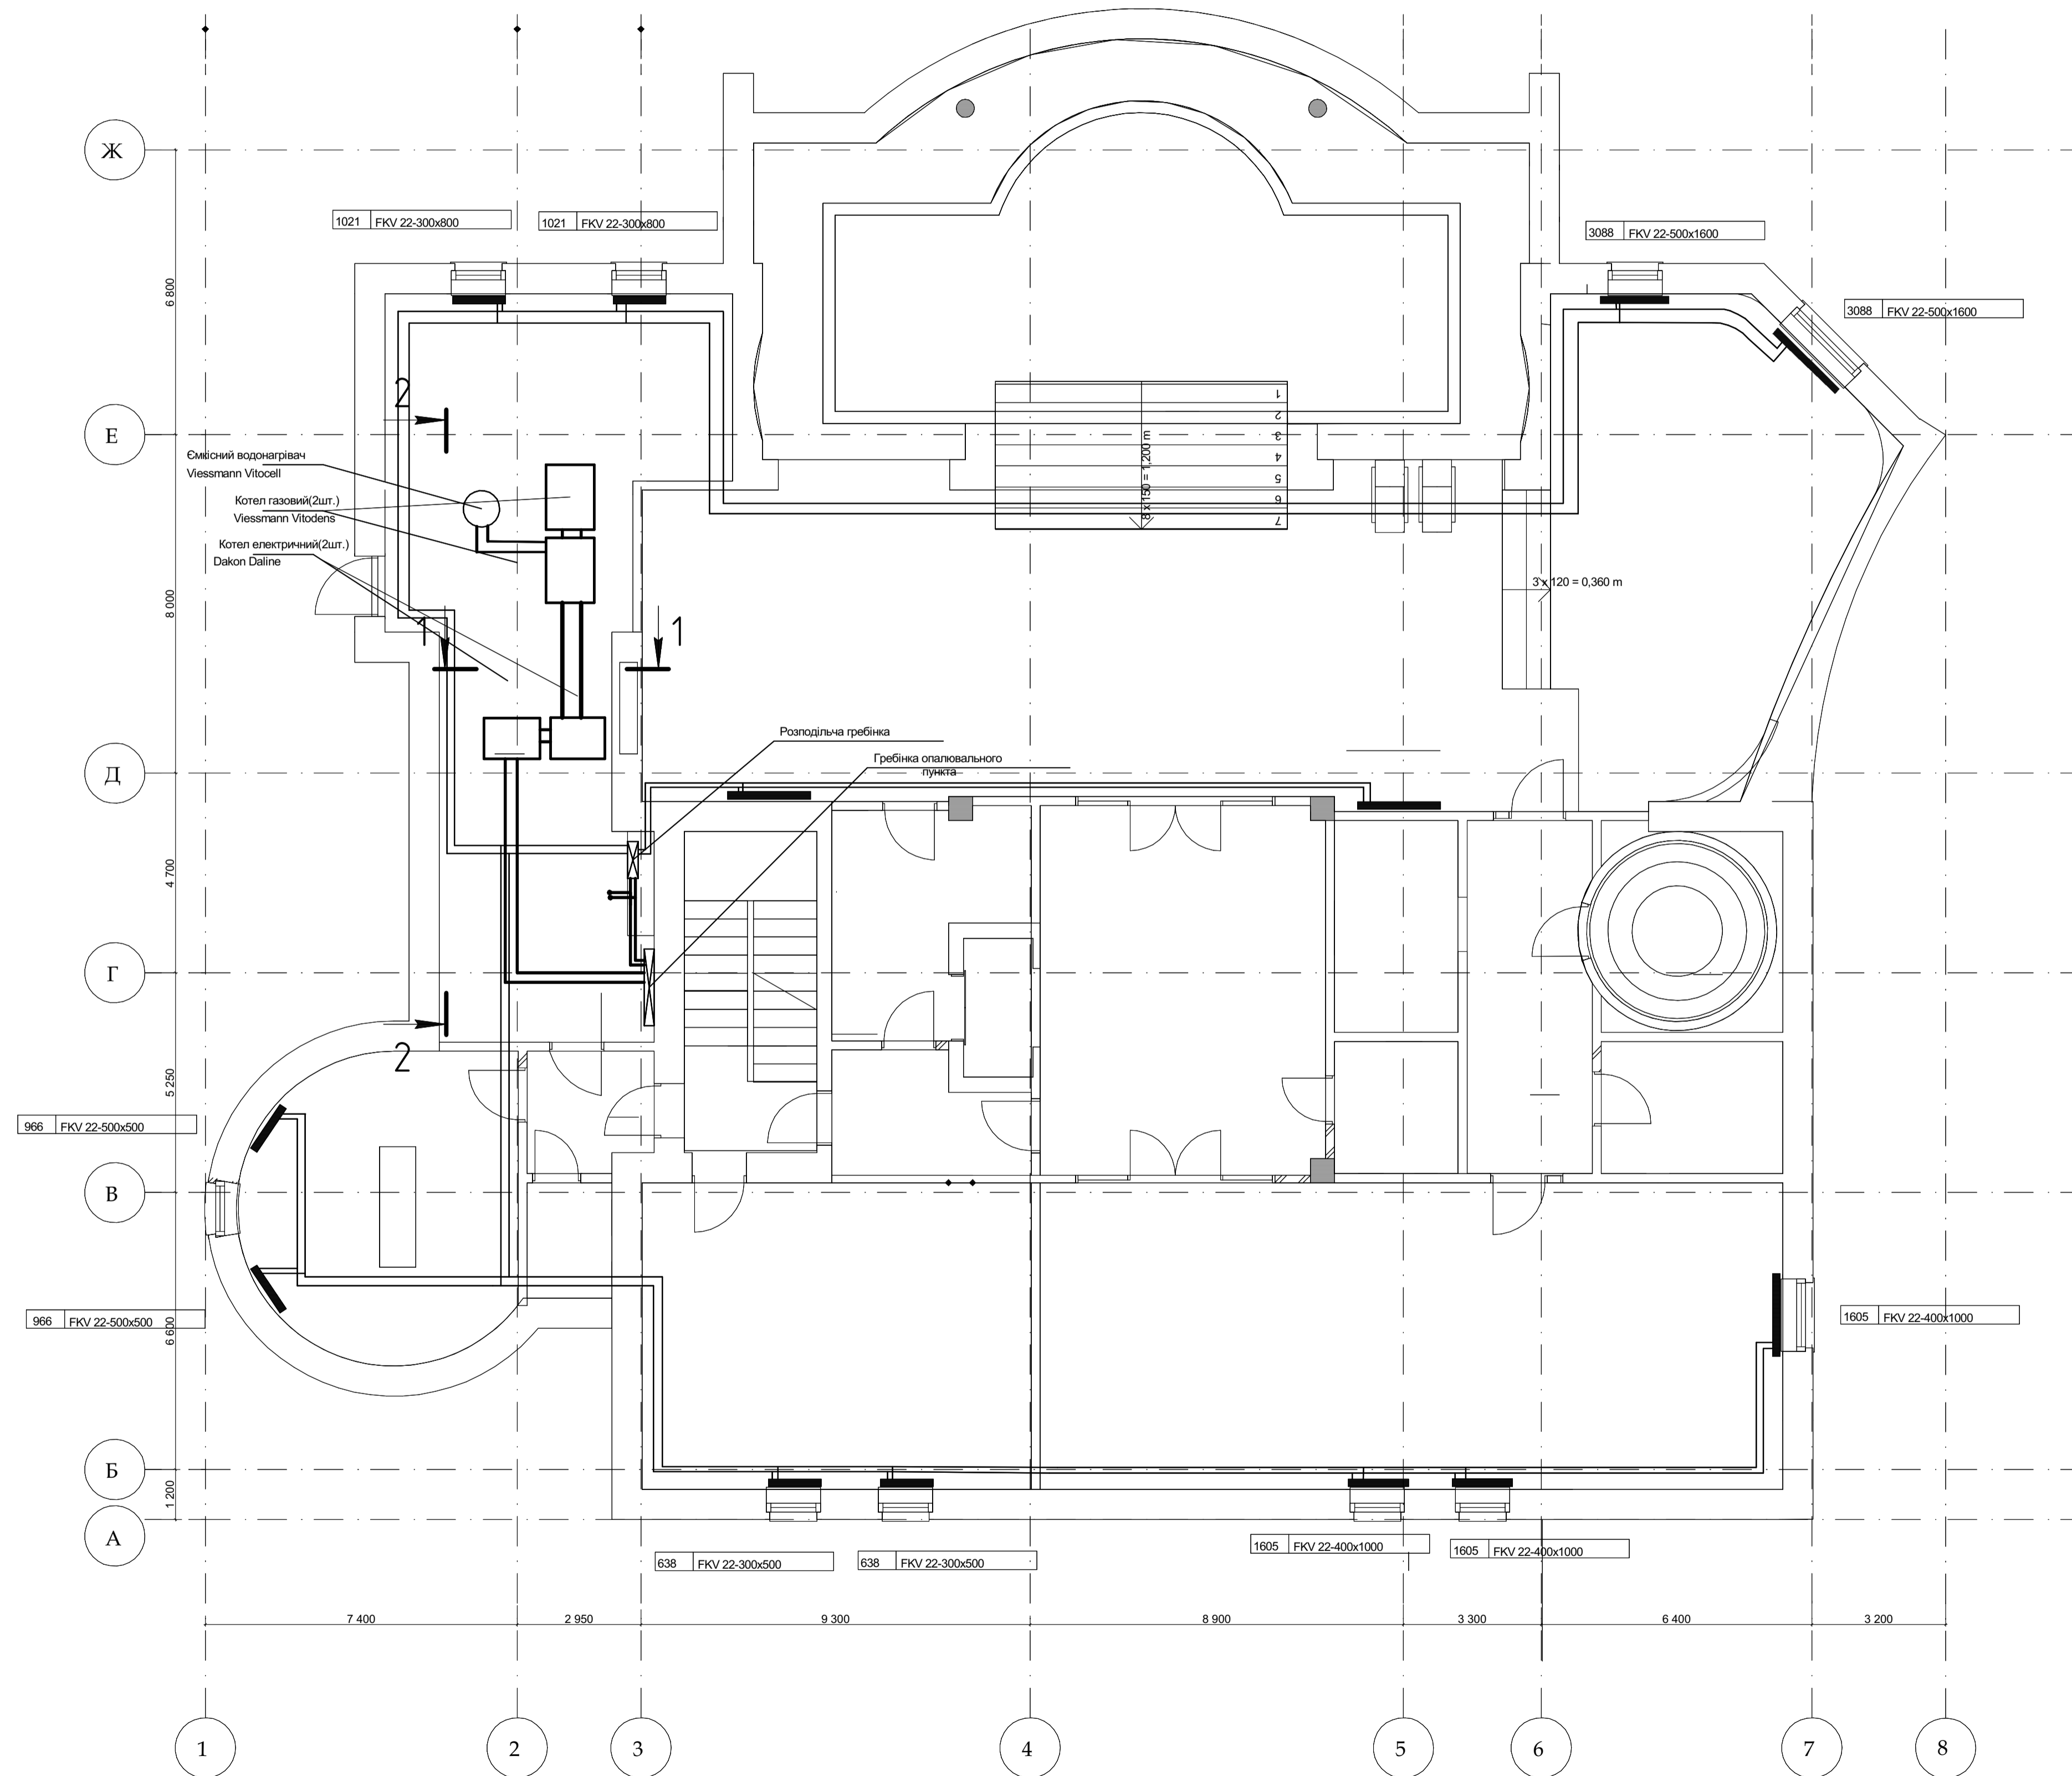 Ж
1021 FKV 22-300x800
1021 FKV 22-300x800
3088 FKV 22-500x1600
3088 FKV 22-500x1600
6 800
2
1
2
3
4
5
6
7
8 x 150 = 1,200 m
Е
Ємкісний водонагрівач
Viessmann Vitocell
Котел газовий(2шт.)
Viessmann Vitodens
Котел електричний(2шт.)
Dakon Daline
8 000
3 x 120 = 0,360 m
1
1
Розподільча гребінка
Гребінка опалювального
пункта
Д
4 700
Г
2
5 250
966 FKV 22-500x500
В
966 FKV 22-500x500
6 600
1605 FKV 22-400x1000
Б
1 200
А
638 FKV 22-300x500
638 FKV 22-300x500
1605 FKV 22-400x1000
1605 FKV 22-400x1000
7 400
2 950
9 300
8 900
3 300
6 400
3 200
1
2
3
4
5
6
7
8